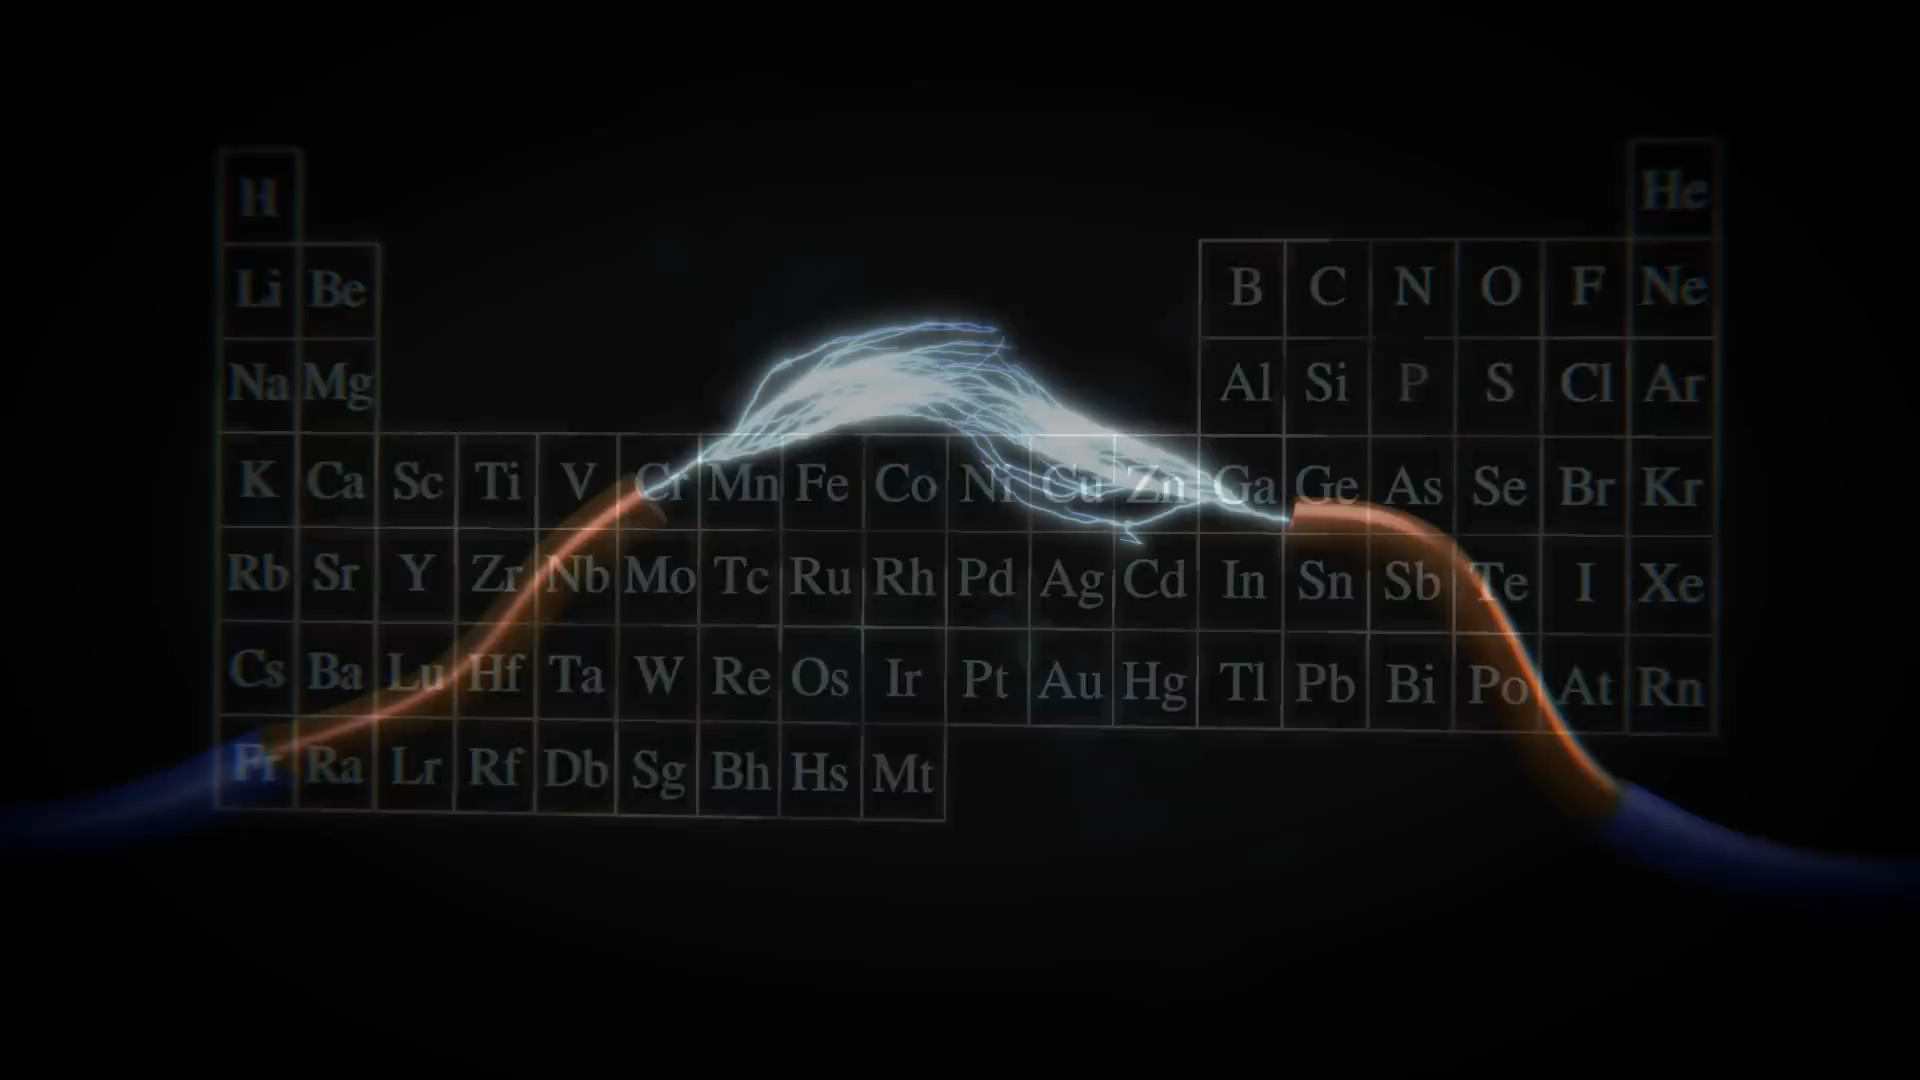 H He
Li Be B C N O F Ne
Na Mg Al Si P S Cl Ar
K Ca Sc Ti V Cr Mn Fe Co Ni Cu Zn Ga Ge As Se Br Kr
Rb Sr Y Zr Nb Mo Tc Ru Rh Pd Ag Cd In Sn Sb Te I Xe
Cs Ba Lu Hf Ta W Re Os Ir Pt Au Hg Tl Pb Bi Po At Rn
Fr Ra Lr Rf Db Sg Bh Hs Mt